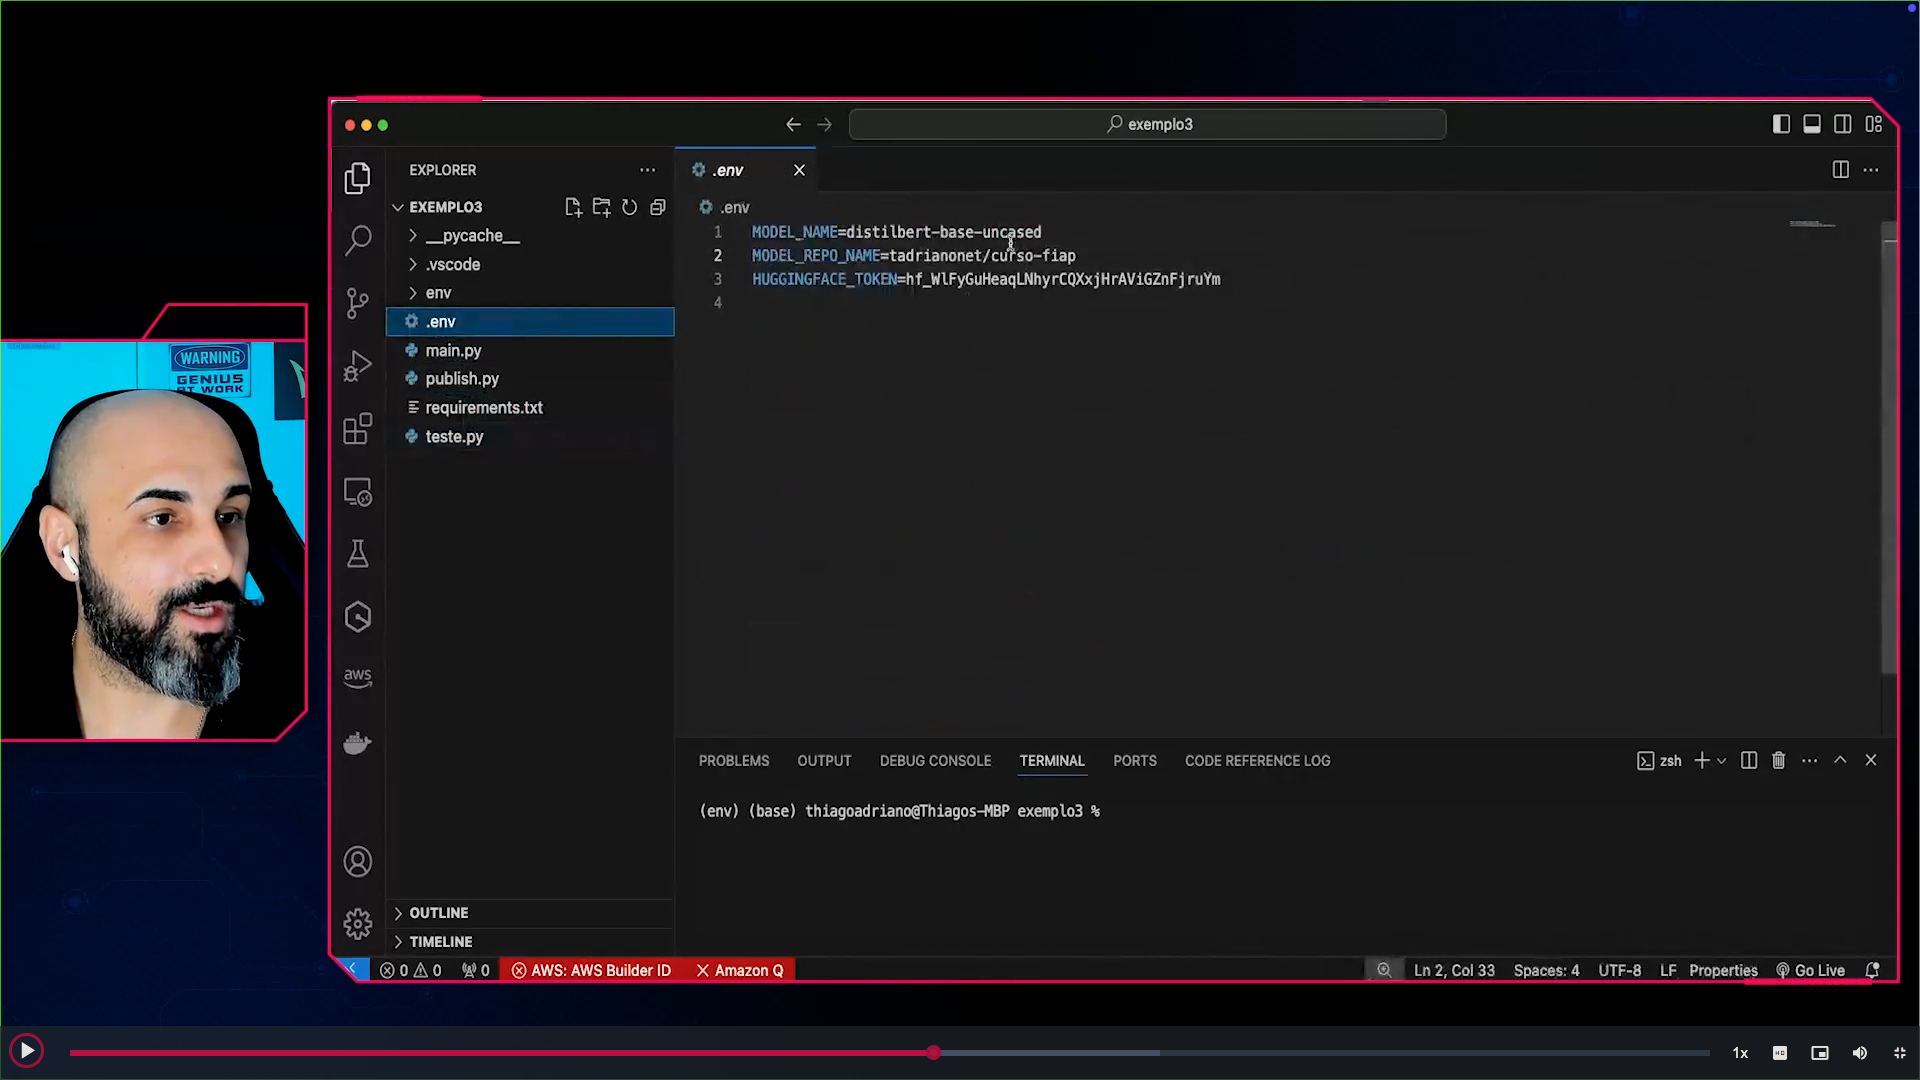 WARNING
GENIUS
AT WORK
exemplo3
EXPLORER
EXEMPLO3
__pycache__
.vscode
env
.env
main.py
publish.py
requirements.txt
teste.py
OUTLINE
TIMELINE
aws
.env
.env
1 MODEL_NAME=distilbert-base-uncased
2 MODEL_REPO_NAME=tadrianonet/curso-fiap
3 HUGGINGFACE_TOKEN=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
4
PROBLEMS OUTPUT DEBUG CONSOLE TERMINAL PORTS CODE REFERENCE LOG
zsh
(env) (base) thiagoadriano@Thiagos-MBP exemplo3 %
0 0 0 AWS: AWS Builder ID Amazon Q Ln 2, Col 33 Spaces: 4 UTF-8 LF Properties Go Live
1x HD